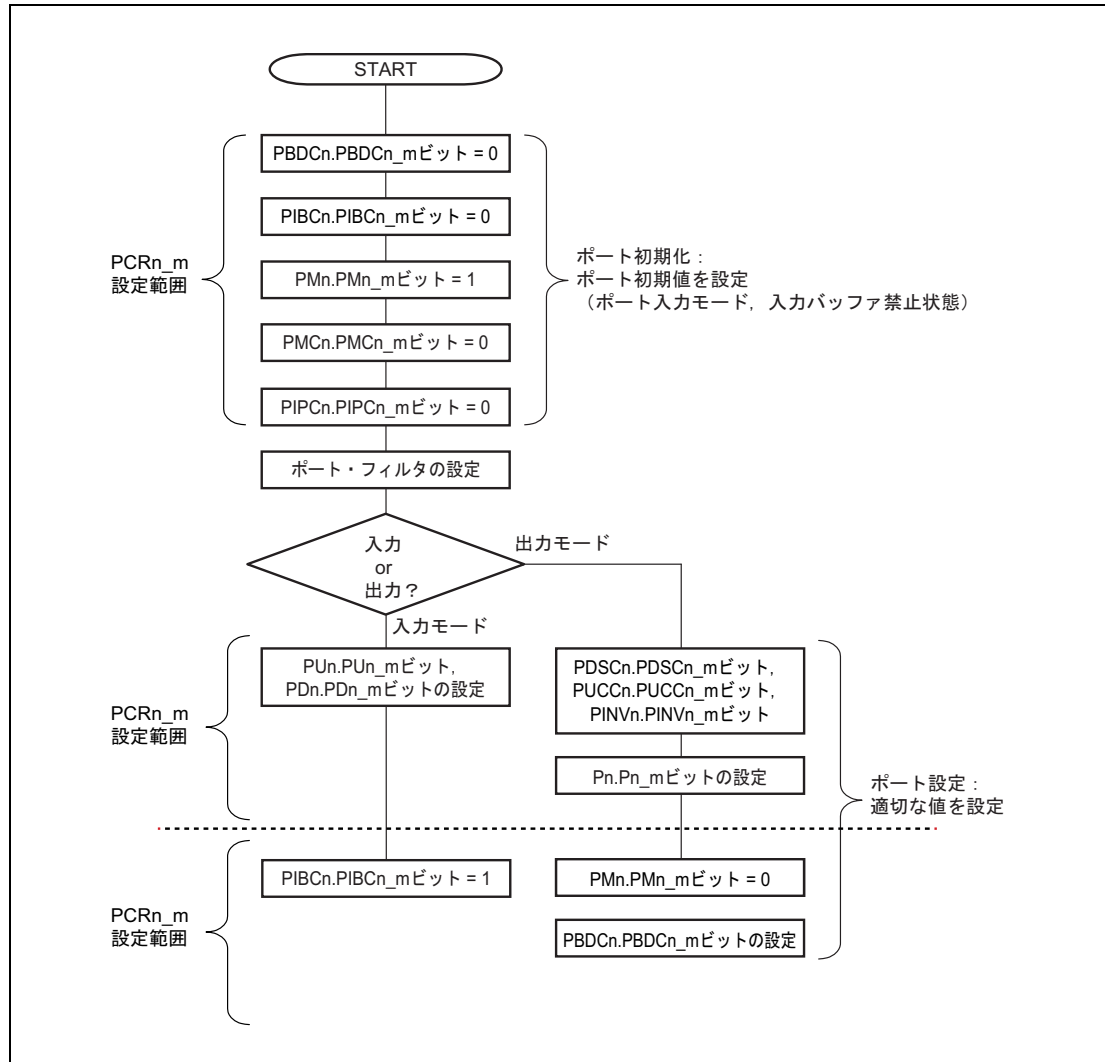 START
PBDCn.PBDCn_mビット = 0
PIBCn.PIBCn_mビット = 0
PMn.PMn_mビット = 1
PMCn.PMCn_mビット = 0
PIPCn.PIPCn_mビット = 0
PCRn_m
設定範囲
ポート初期化：
ポート初期値を設定
（ポート入力モード，入力バッファ禁止状態）
ポート・フィルタの設定
入力
or
出力？
出力モード
入力モード
PUn.PUn_mビット,
PDn.PDn_mビットの設定
PDSCn.PDSCn_mビット,
PUCCn.PUCCn_mビット,
PINVn.PINVn_mビット
PCRn_m
設定範囲
Pn.Pn_mビットの設定
ポート設定：
適切な値を設定
PIBCn.PIBCn_mビット = 1
PMn.PMn_mビット = 0
PCRn_m
設定範囲
PBDCn.PBDCn_mビットの設定